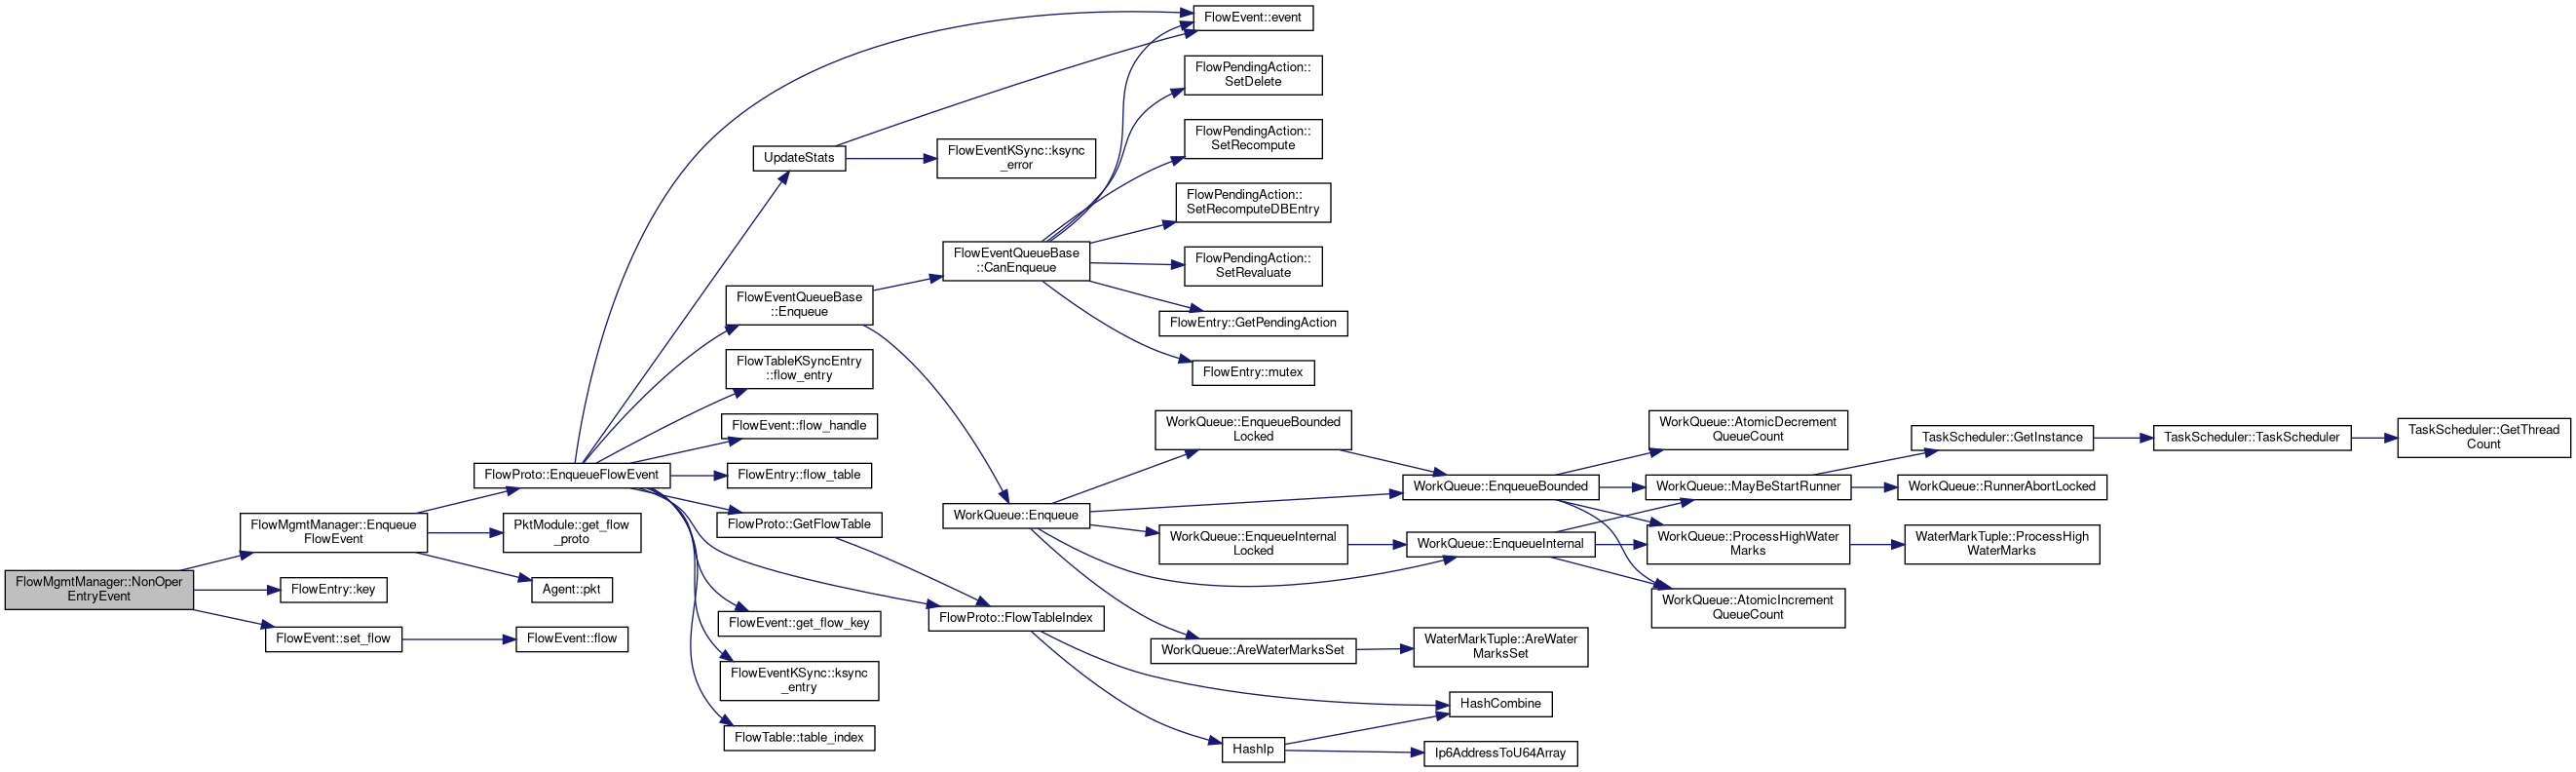 FlowMgmtManager::NonOper
EntryEvent
FlowMgmtManager::Enqueue
FlowEvent
FlowEntry::key
FlowEvent::set_flow
FlowProto::EnqueueFlowEvent
PktModule::get_flow
_proto
Agent::pkt
FlowEvent::flow
UpdateStats
FlowEventQueueBase
::Enqueue
FlowTableKSyncEntry
::flow_entry
FlowEvent::flow_handle
FlowEntry::flow_table
FlowProto::GetFlowTable
FlowEvent::get_flow_key
FlowEventKSync::ksync
_entry
FlowTable::table_index
FlowEventKSync::ksync
_error
FlowEventQueueBase
::CanEnqueue
WorkQueue::Enqueue
FlowProto::FlowTableIndex
FlowEvent::event
FlowPendingAction::
SetDelete
FlowPendingAction::
SetRecompute
FlowPendingAction::
SetRecomputeDBEntry
FlowPendingAction::
SetRevaluate
FlowEntry::GetPendingAction
FlowEntry::mutex
WorkQueue::EnqueueBounded
Locked
WorkQueue::EnqueueInternal
Locked
WorkQueue::AreWaterMarksSet
HashIp
WorkQueue::EnqueueBounded
WorkQueue::EnqueueInternal
WaterMarkTuple::AreWater
MarksSet
HashCombine
Ip6AddressToU64Array
WorkQueue::AtomicDecrement
QueueCount
WorkQueue::MayBeStartRunner
WorkQueue::ProcessHighWater
Marks
WorkQueue::AtomicIncrement
QueueCount
TaskScheduler::GetInstance
WorkQueue::RunnerAbortLocked
WaterMarkTuple::ProcessHigh
WaterMarks
TaskScheduler::TaskScheduler
TaskScheduler::GetThread
Count